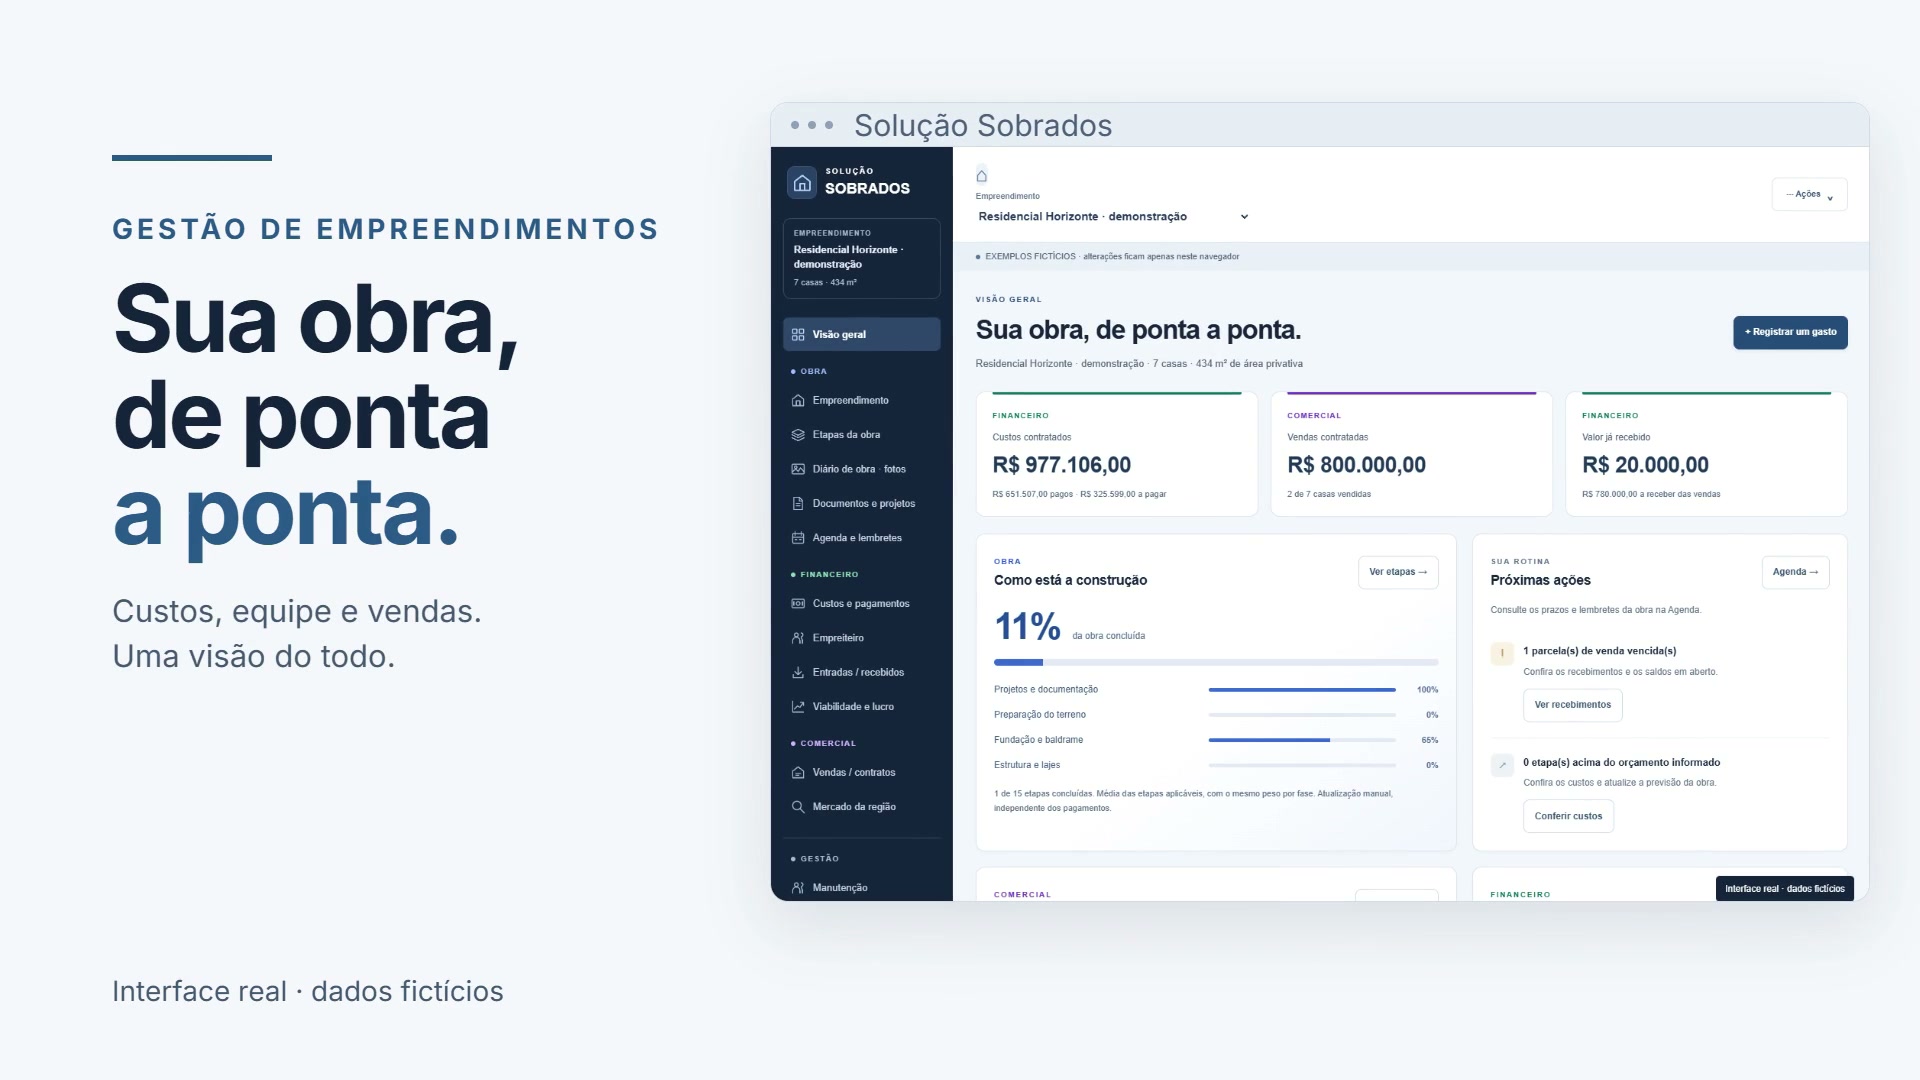 GESTÃO DE EMPREENDIMENTOS
Sua obra,
de ponta
a ponta.
Custos, equipe e vendas.
Uma visão do todo.
Interface real · dados fictícios
Solução Sobrados
SOLUÇÃO
SOBRADOS
EMPREENDIMENTO
Residencial Horizonte ·
demonstração
7 casas · 434 m²
Visão geral
OBRA
Empreendimento
Etapas da obra
Diário de obra · fotos
Documentos e projetos
Agenda e lembretes
FINANCEIRO
Custos e pagamentos
Empreiteiro
Entradas / recebidos
Viabilidade e lucro
COMERCIAL
Vendas / contratos
Mercado da região
GESTÃO
Manutenção
Empreendimento
Residencial Horizonte · demonstração
··· Ações
EXEMPLOS FICTÍCIOS · alterações ficam apenas neste navegador
VISÃO GERAL
Sua obra, de ponta a ponta.
+ Registrar um gasto
Residencial Horizonte · demonstração · 7 casas · 434 m² de área privativa
FINANCEIRO
Custos contratados
R$ 977.106,00
R$ 651.507,00 pagos · R$ 325.599,00 a pagar
COMERCIAL
Vendas contratadas
R$ 800.000,00
2 de 7 casas vendidas
FINANCEIRO
Valor já recebido
R$ 20.000,00
R$ 780.000,00 a receber das vendas
OBRA
Como está a construção
Ver etapas →
11% da obra concluída
Projetos e documentação 100%
Preparação do terreno 0%
Fundação e baldrame 65%
Estrutura e lajes 0%
1 de 15 etapas concluídas. Média das etapas aplicáveis, com o mesmo peso por fase. Atualização manual,
independente dos pagamentos.
SUA ROTINA
Próximas ações
Agenda →
Consulte os prazos e lembretes da obra na Agenda.
! 1 parcela(s) de venda vencida(s)
Confira os recebimentos e os saldos em aberto.
Ver recebimentos
↗ 0 etapa(s) acima do orçamento informado
Confira os custos e atualize a previsão da obra.
Conferir custos
COMERCIAL
FINANCEIRO
Interface real · dados fictícios